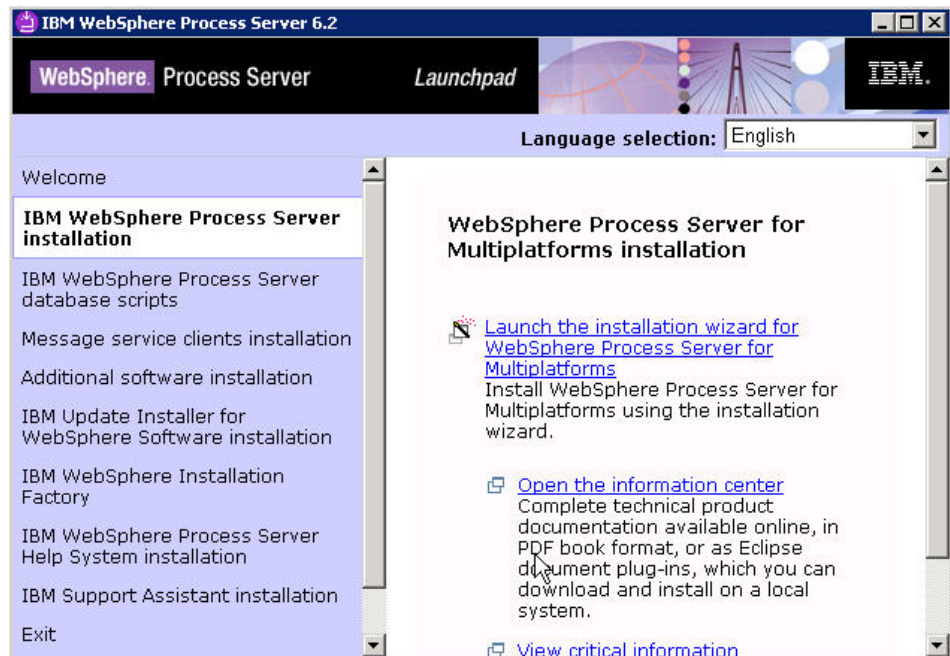 IBM WebSphere Process Server 6.2
WebSphere. Process Server
Launchpad
IBM.
Language selection: English
Welcome
IBM WebSphere Process Server
installation
IBM WebSphere Process Server
database scripts
Message service clients installation
Additional software installation
IBM Update Installer for
WebSphere Software installation
IBM WebSphere Installation
Factory
IBM WebSphere Process Server
Help System installation
IBM Support Assistant installation
Exit
WebSphere Process Server for
Multiplatforms installation
Launch the installation wizard for
WebSphere Process Server for
Multiplatforms
Install WebSphere Process Server for
Multiplatforms using the installation
wizard.
Open the information center
Complete technical product
documentation available online, in
PDF book format, or as Eclipse
document plug-ins, which you can
download and install on a local
system.
View critical information